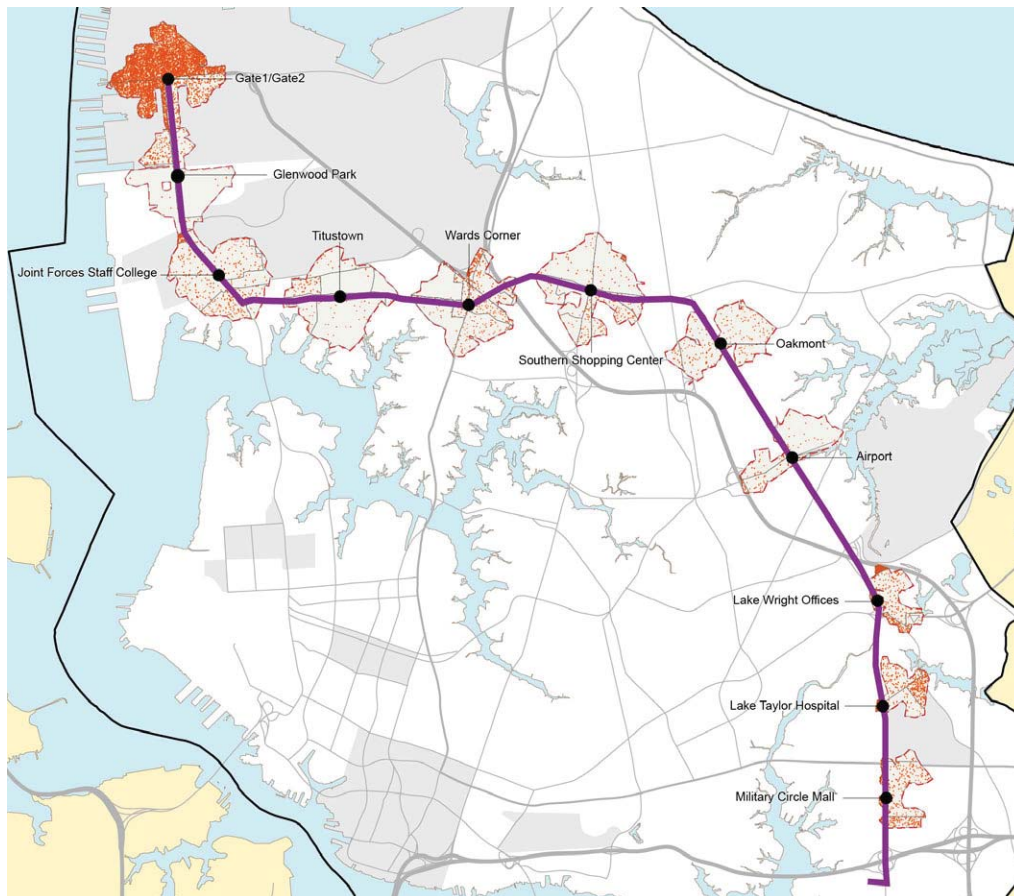 Gate1/Gate2
Glenwood Park
Titustown
Wards Corner
Joint Forces Staff College
Southern Shopping Center
Oakmont
Airport
Lake Wright Offices
Lake Taylor Hospital
Military Circle Mall